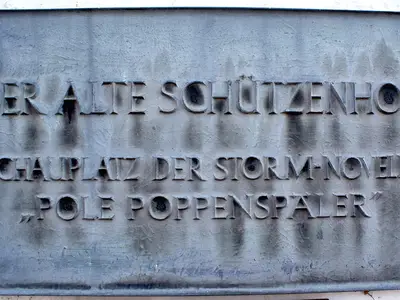 ER ALTE SCHÜTZENHO
CHAUPLATZ DER STORM-NOVELL
„POLE POPPENSPÄLER"